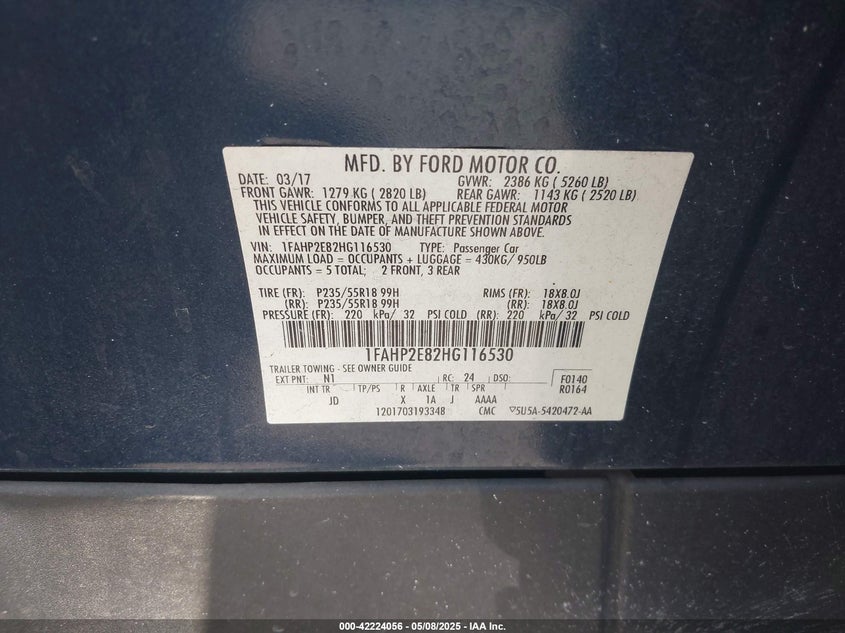 MFD. BY FORD MOTOR CO.
DATE: 03/17 GVWR: 2386 KG ( 5260 LB)
FRONT GAWR: 1279 KG ( 2820 LB) REAR GAWR: 1143 KG ( 2520 LB)
THIS VEHICLE CONFORMS TO ALL APPLICABLE FEDERAL MOTOR
VEHICLE SAFETY, BUMPER, AND THEFT PREVENTION STANDARDS
IN EFFECT ON THE DATE OF MANUFACTURE SHOWN ABOVE.
VIN: 1FAHP2E82HG116530 TYPE: Passenger Car
MAXIMUM LOAD = OCCUPANTS + LUGGAGE = 430KG/ 950LB
OCCUPANTS = 5 TOTAL; 2 FRONT, 3 REAR
TIRE (FR): P235/55R18 99H RIMS (FR): 18X8.0J
(RR): P235/55R18 99H (RR): 18X8.0J
PRESSURE (FR): 220 kPa/ 32 PSI COLD (RR): 220 kPa/ 32 PSI COLD
1FAHP2E82HG116530
TRAILER TOWING - SEE OWNER GUIDE
EXT PNT: N1 RC: 24 DSO: F0140
INT TR TP/PS R AXLE TR SPR R0164
JD X 1A J AAAA
1201703193348 CMC 5U5A-5420472-AA
000-42224056 - 05/08/2025 - IAA Inc.